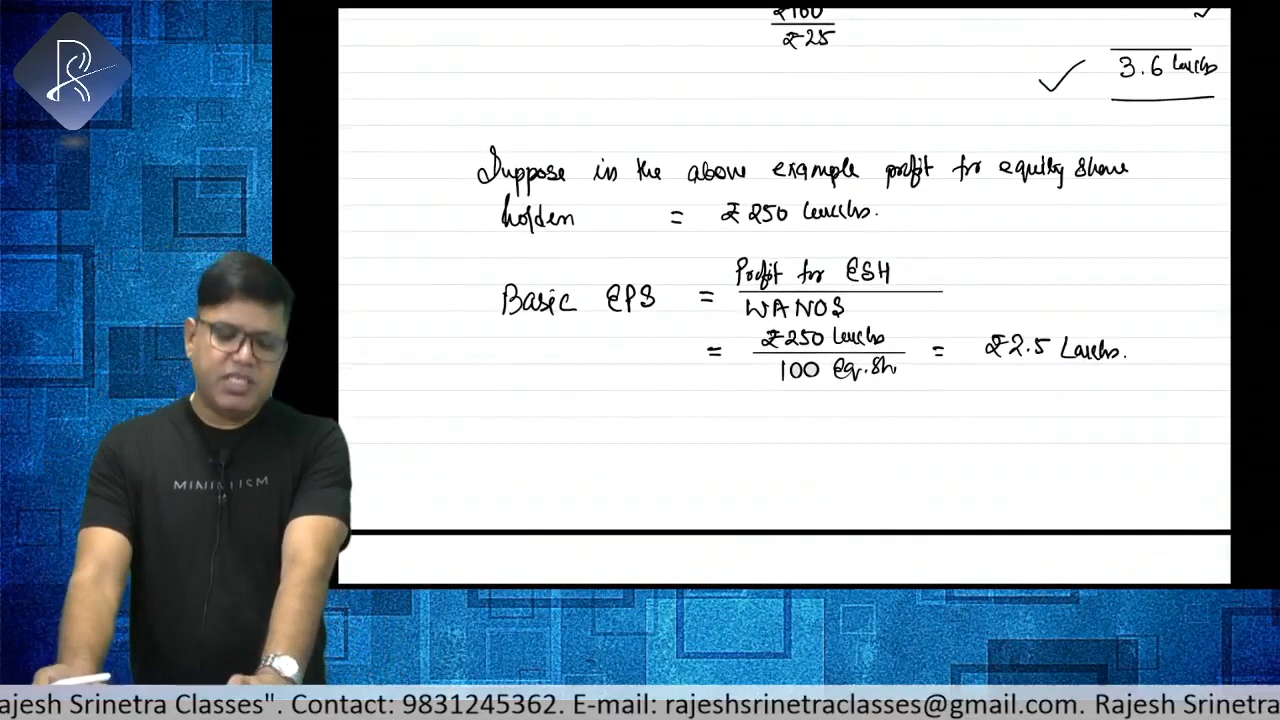 ₹100
₹25
3.6 Lakhs
Suppose in the above example profit for equity share
holders = ₹250 lakhs.
Basic EPS = Profit for ESH
WANOS
= ₹250 lakhs = ₹2.5 Lakhs.
100 Eq.Sh
RS
MINIMALISM
ajesh Srinetra Classes". Contact: 9831245362. E-mail: rajeshsrinetraclasses@gmail.com. Rajesh Srinetra